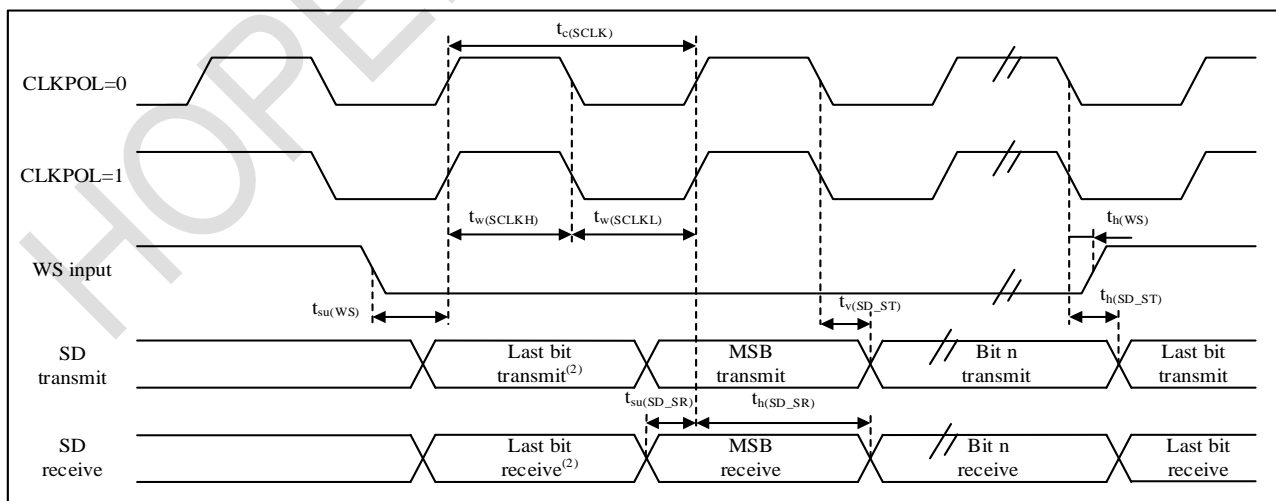 HOPE
t_c(SCLK)
CLKPOL=0
CLKPOL=1
t_w(SCLKH)
t_w(SCLKL)
t_h(WS)
WS input
t_su(WS)
t_v(SD_ST)
t_h(SD_ST)
SD
transmit
Last bit
transmit(2)
MSB
transmit
Bit n
transmit
Last bit
transmit
t_su(SD_SR)
t_h(SD_SR)
SD
receive
Last bit
receive(2)
MSB
receive
Bit n
receive
Last bit
receive